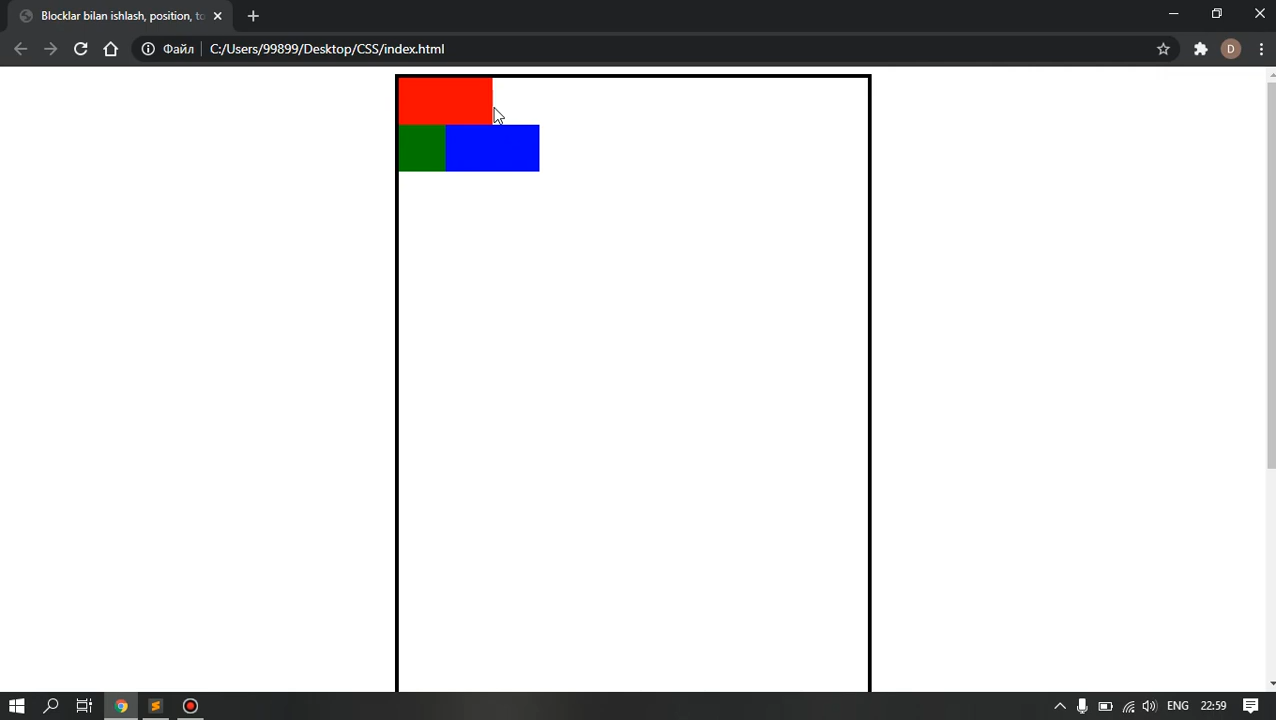 Blocklar bilan ishlash, position, to
Файл C:/Users/99899/Desktop/CSS/index.html
D
ENG 22:59